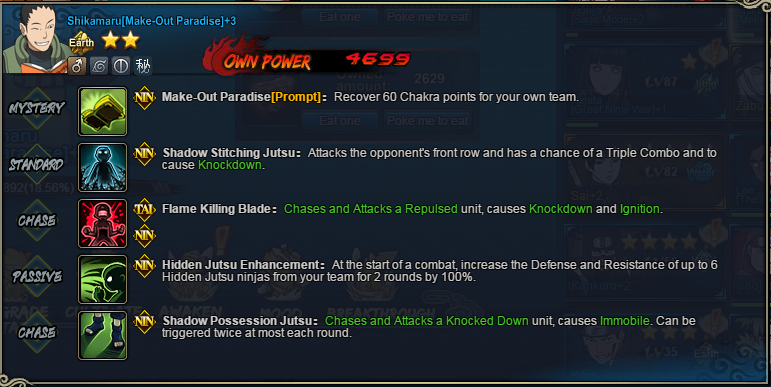 Shikamaru[Make-Out Paradise]+3
Earth
秘
OWN POWER 4699
2629
Eat one
Poke me to eat
Eat one Poke me to eat
LV87
LV82
MYSTERY
NIN Make-Out Paradise[Prompt]： Recover 60 Chakra points for your own team.
STANDARD
NIN Shadow Stitching Jutsu： Attacks the opponent's front row and has a chance of a Triple Combo and to
cause Knockdown.
CHASE
TAI Flame Killing Blade： Chases and Attacks a Repulsed unit, causes Knockdown and Ignition.
NIN
PASSIVE
NIN Hidden Jutsu Enhancement： At the start of a combat, increase the Defense and Resistance of up to 6
Hidden Jutsu ninjas from your team for 2 rounds by 100%.
CHASE
NIN Shadow Possession Jutsu： Chases and Attacks a Knocked Down unit, causes Immobile. Can be
triggered twice at most each round.